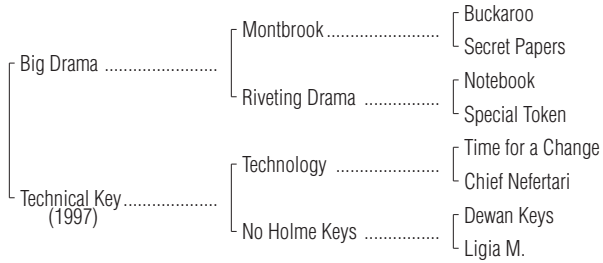 Buckaroo
Montbrook
Secret Papers
Big Drama
Notebook
Riveting Drama
Special Token
Time for a Change
Technology
Chief Nefertari
Technical Key
(1997)
Dewan Keys
No Holme Keys
Ligia M.